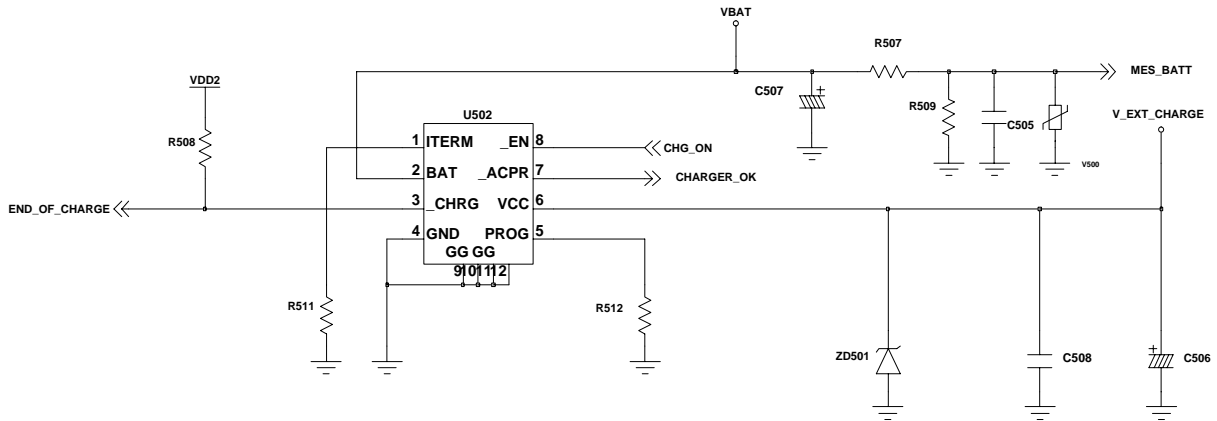 VBAT
R507
MES_BATT
VDD2
C507
R509
C505
V_EXT_CHARGE
R508
U502
V500
1 ITERM _EN 8
CHG_ON
2 BAT _ACPR 7
CHARGER_OK
END_OF_CHARGE
3 _CHRG VCC 6
4 GND PROG 5
GG GG
9 10 11 12
R511
R512
ZD501
C508
C506
+
+